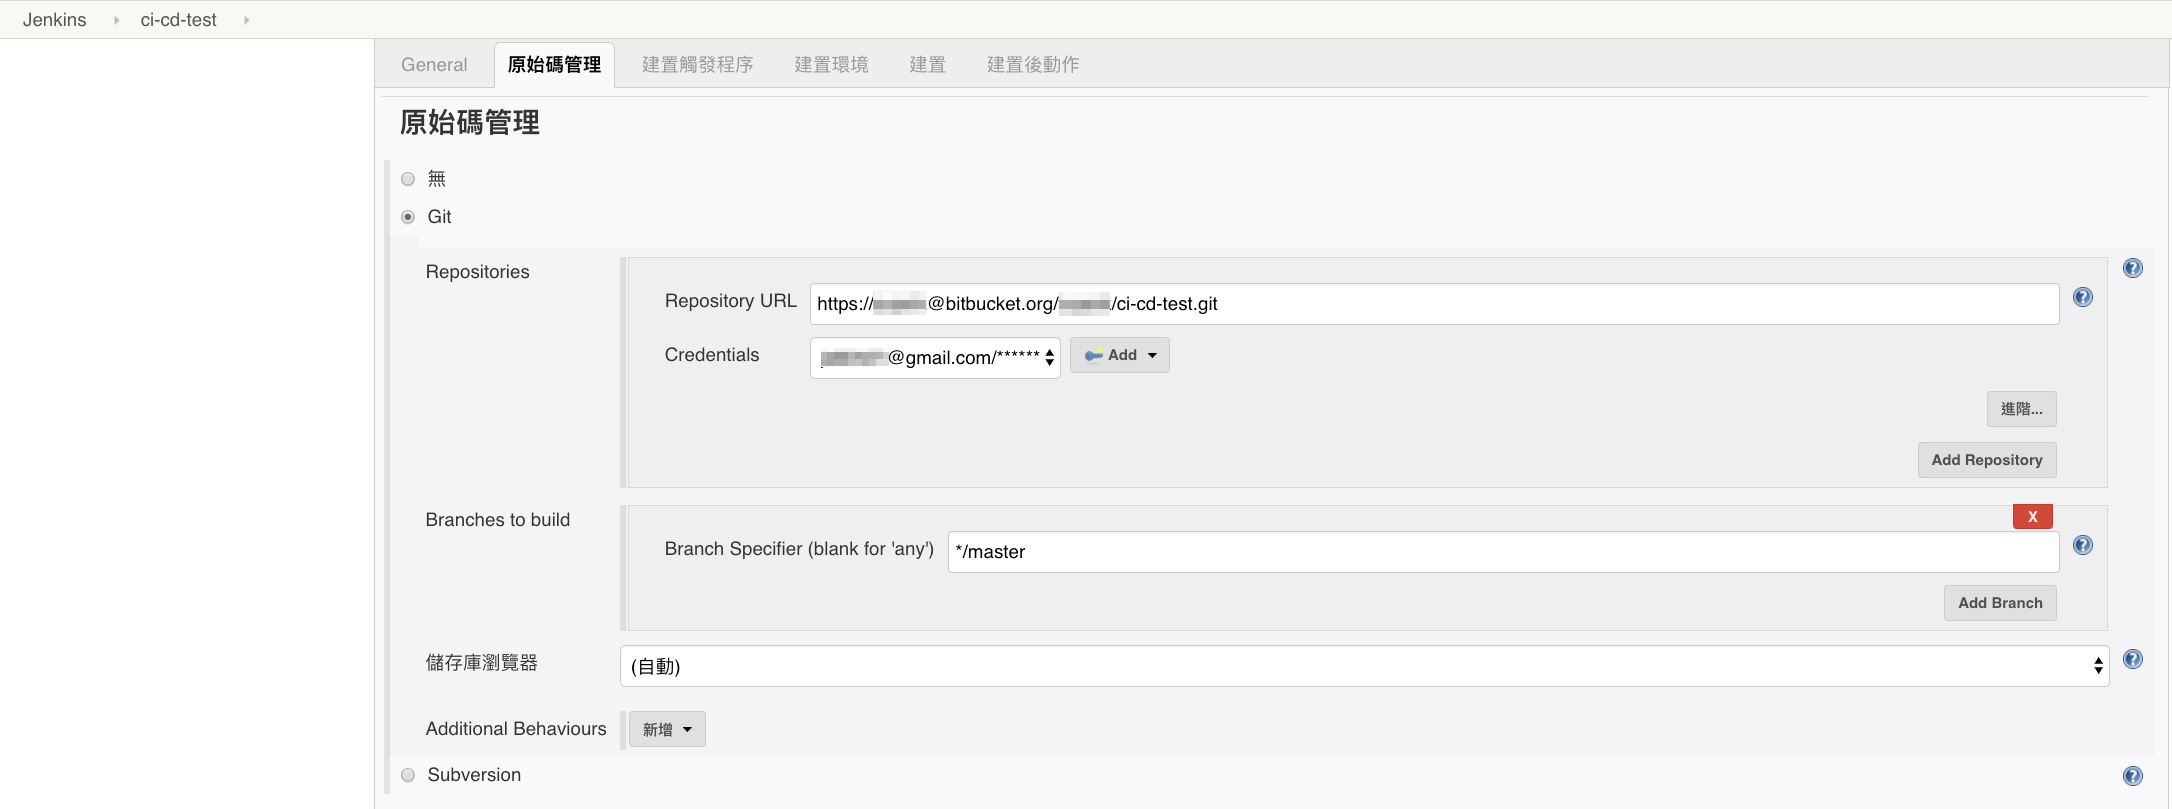 Jenkins ci-cd-test
General 原始碼管理 建置觸發程序 建置環境 建置 建置後動作
原始碼管理
無
Git
Repositories
Repository URL https://@bitbucket.org//ci-cd-test.git
Credentials @gmail.com/****** Add
進階...
Add Repository
Branches to build
X
Branch Specifier (blank for 'any') */master
Add Branch
儲存庫瀏覽器 (自動)
Additional Behaviours 新增
Subversion